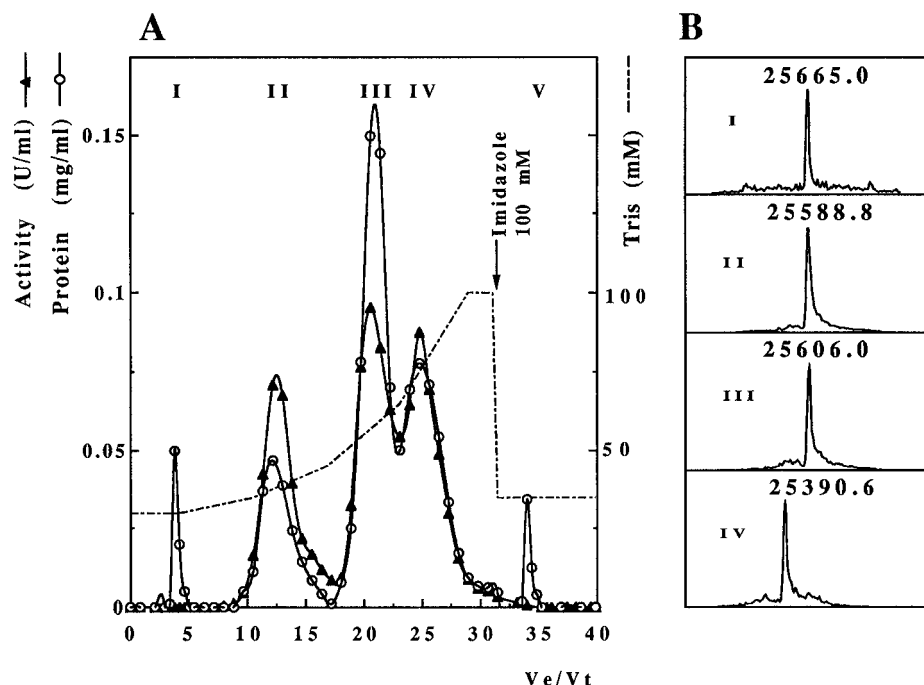 A
B
Activity (U/ml)
Protein (mg/ml)
Tris (mM)
I
II
III
IV
V
Imidazole
100 mM
0.15
0.1
0.05
0
100
50
0
5
10
15
20
25
30
35
40
Ve/Vt
25665.0
I
25588.8
II
25606.0
III
25390.6
IV